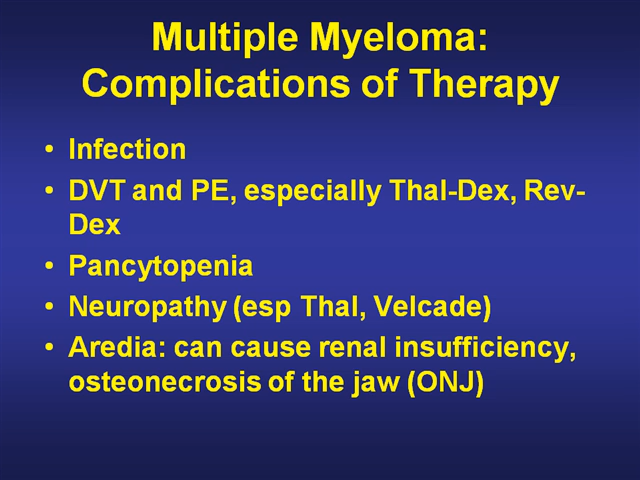 Multiple Myeloma:
Complications of Therapy
• Infection
• DVT and PE, especially Thal-Dex, Rev-
Dex
• Pancytopenia
• Neuropathy (esp Thal, Velcade)
• Aredia: can cause renal insufficiency,
osteonecrosis of the jaw (ONJ)